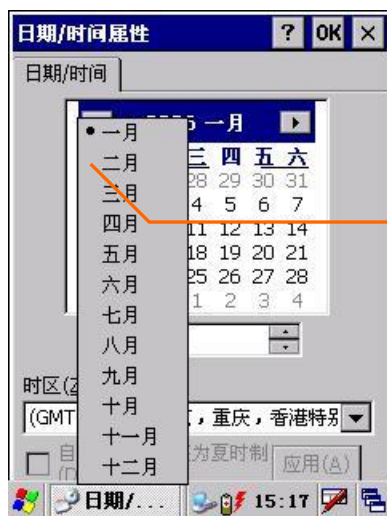 日期/时间属性 ? OK ×
日期/时间
一月
一月
二月
三月
四月
五月
六月
七月
八月
九月
十月
十一月
十二月
三 四 五 六
28 29 30 31
4 5 6 7
11 12 13 14
18 19 20 21
25 26 27 28
1 2 3 4
时区(Z
(GMT ,重庆,香港特别
为夏时制
(D
应用(A)
日期/... 15:17